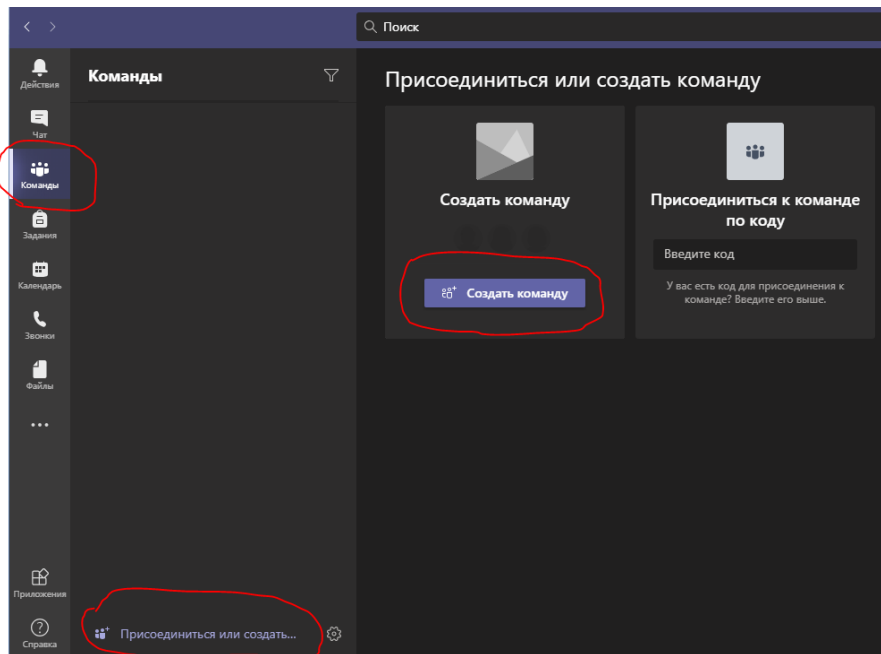 Поиск
Действия
Чат
Команды
Задания
Календарь
Звонки
Файлы
Приложения
Справка
Команды
Присоединиться или создать...
Присоединиться или создать команду
Создать команду
Создать команду
Присоединиться к команде
по коду
Введите код
У вас есть код для присоединения к
команде? Введите его выше.